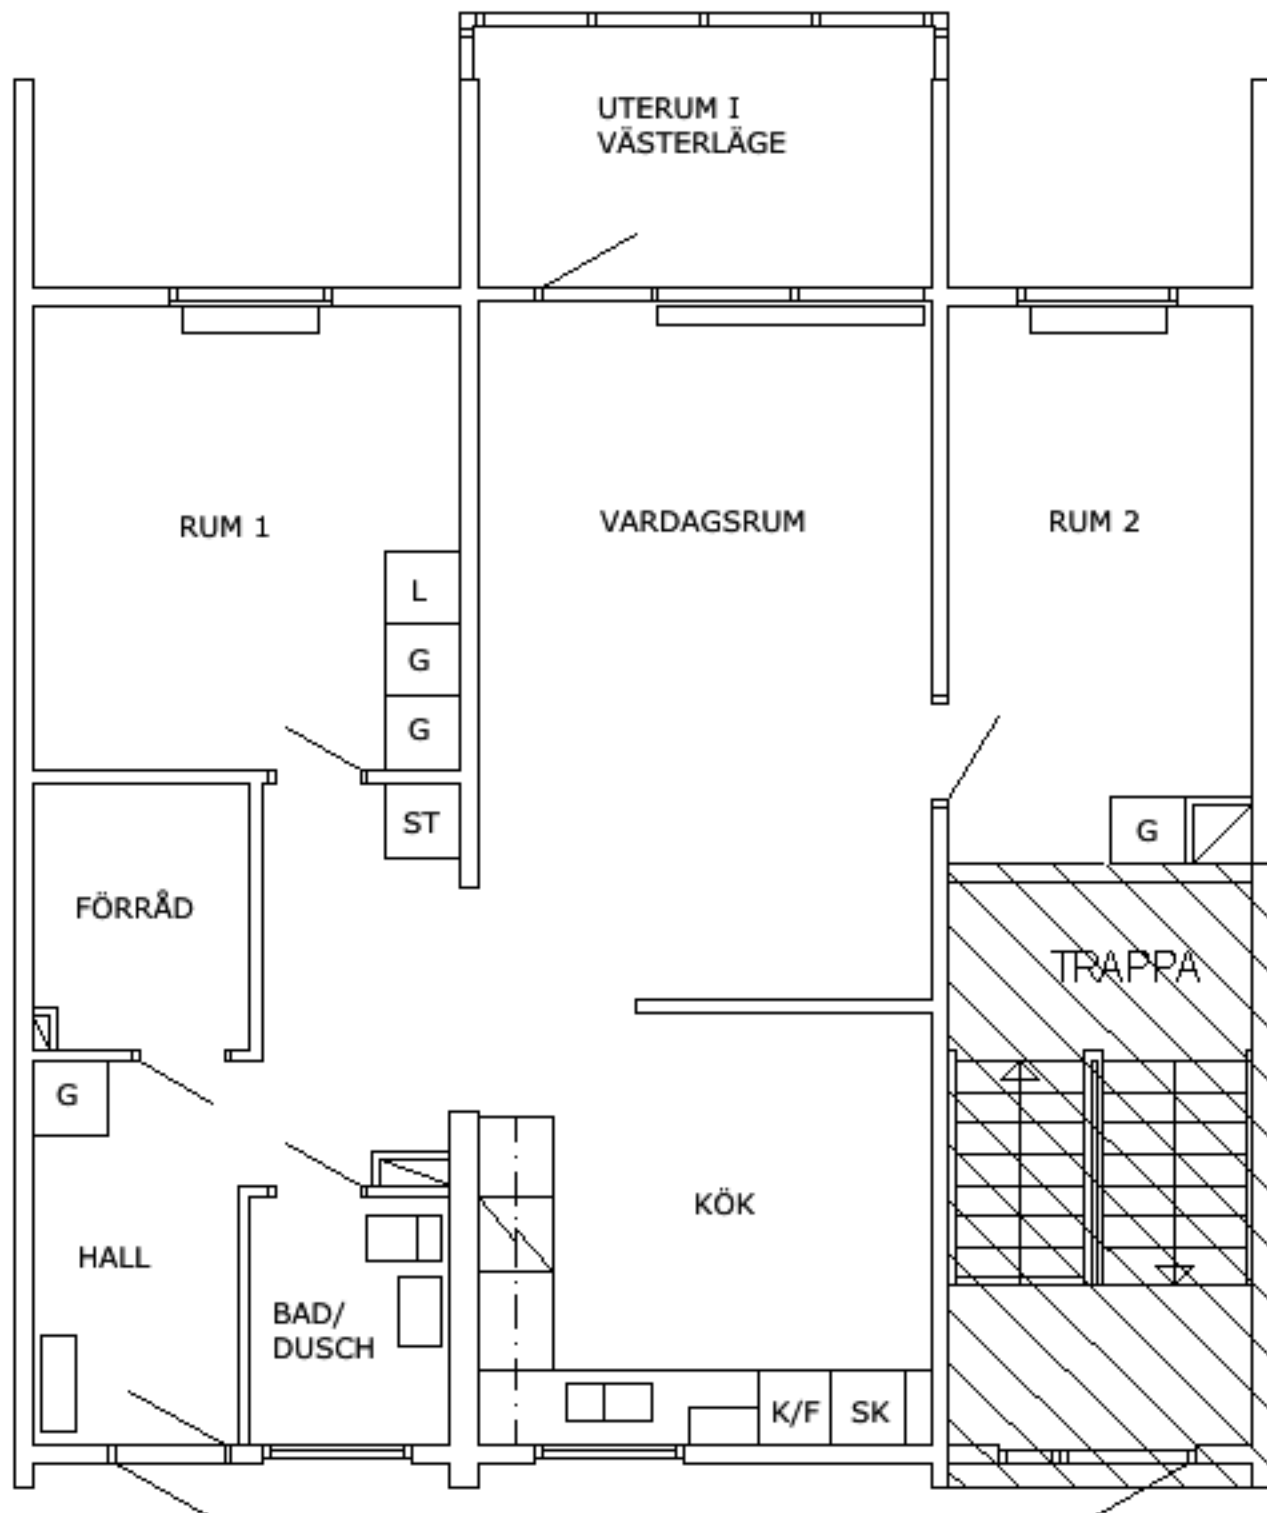 UTERUM I
VÄSTERLÄGE
RUM 1
VARDAGSRUM
RUM 2
L
G
G
ST
G
FÖRRÅD
TRAPPA
G
KÖK
HALL
BAD/
DUSCH
K/F
SK